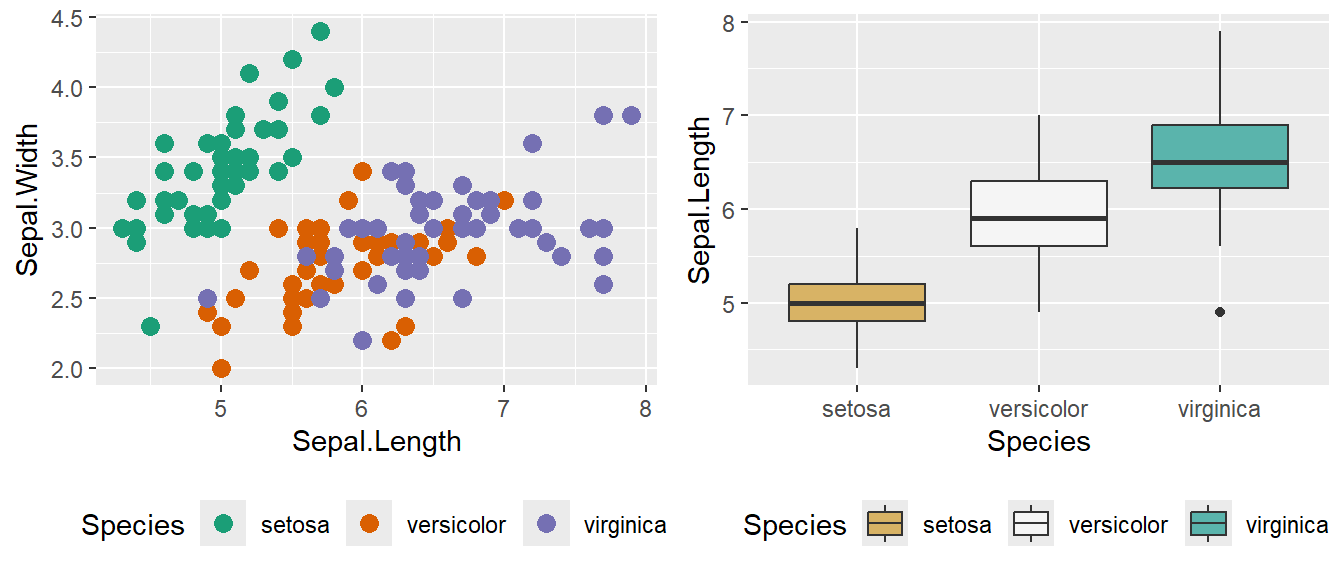 4.5
4.0
3.5
3.0
2.5
2.0
Sepal.Width
5 6 7 8
Sepal.Length
Species setosa versicolor virginica
8
7
6
5
Sepal.Length
setosa versicolor virginica
Species
Species setosa versicolor virginica